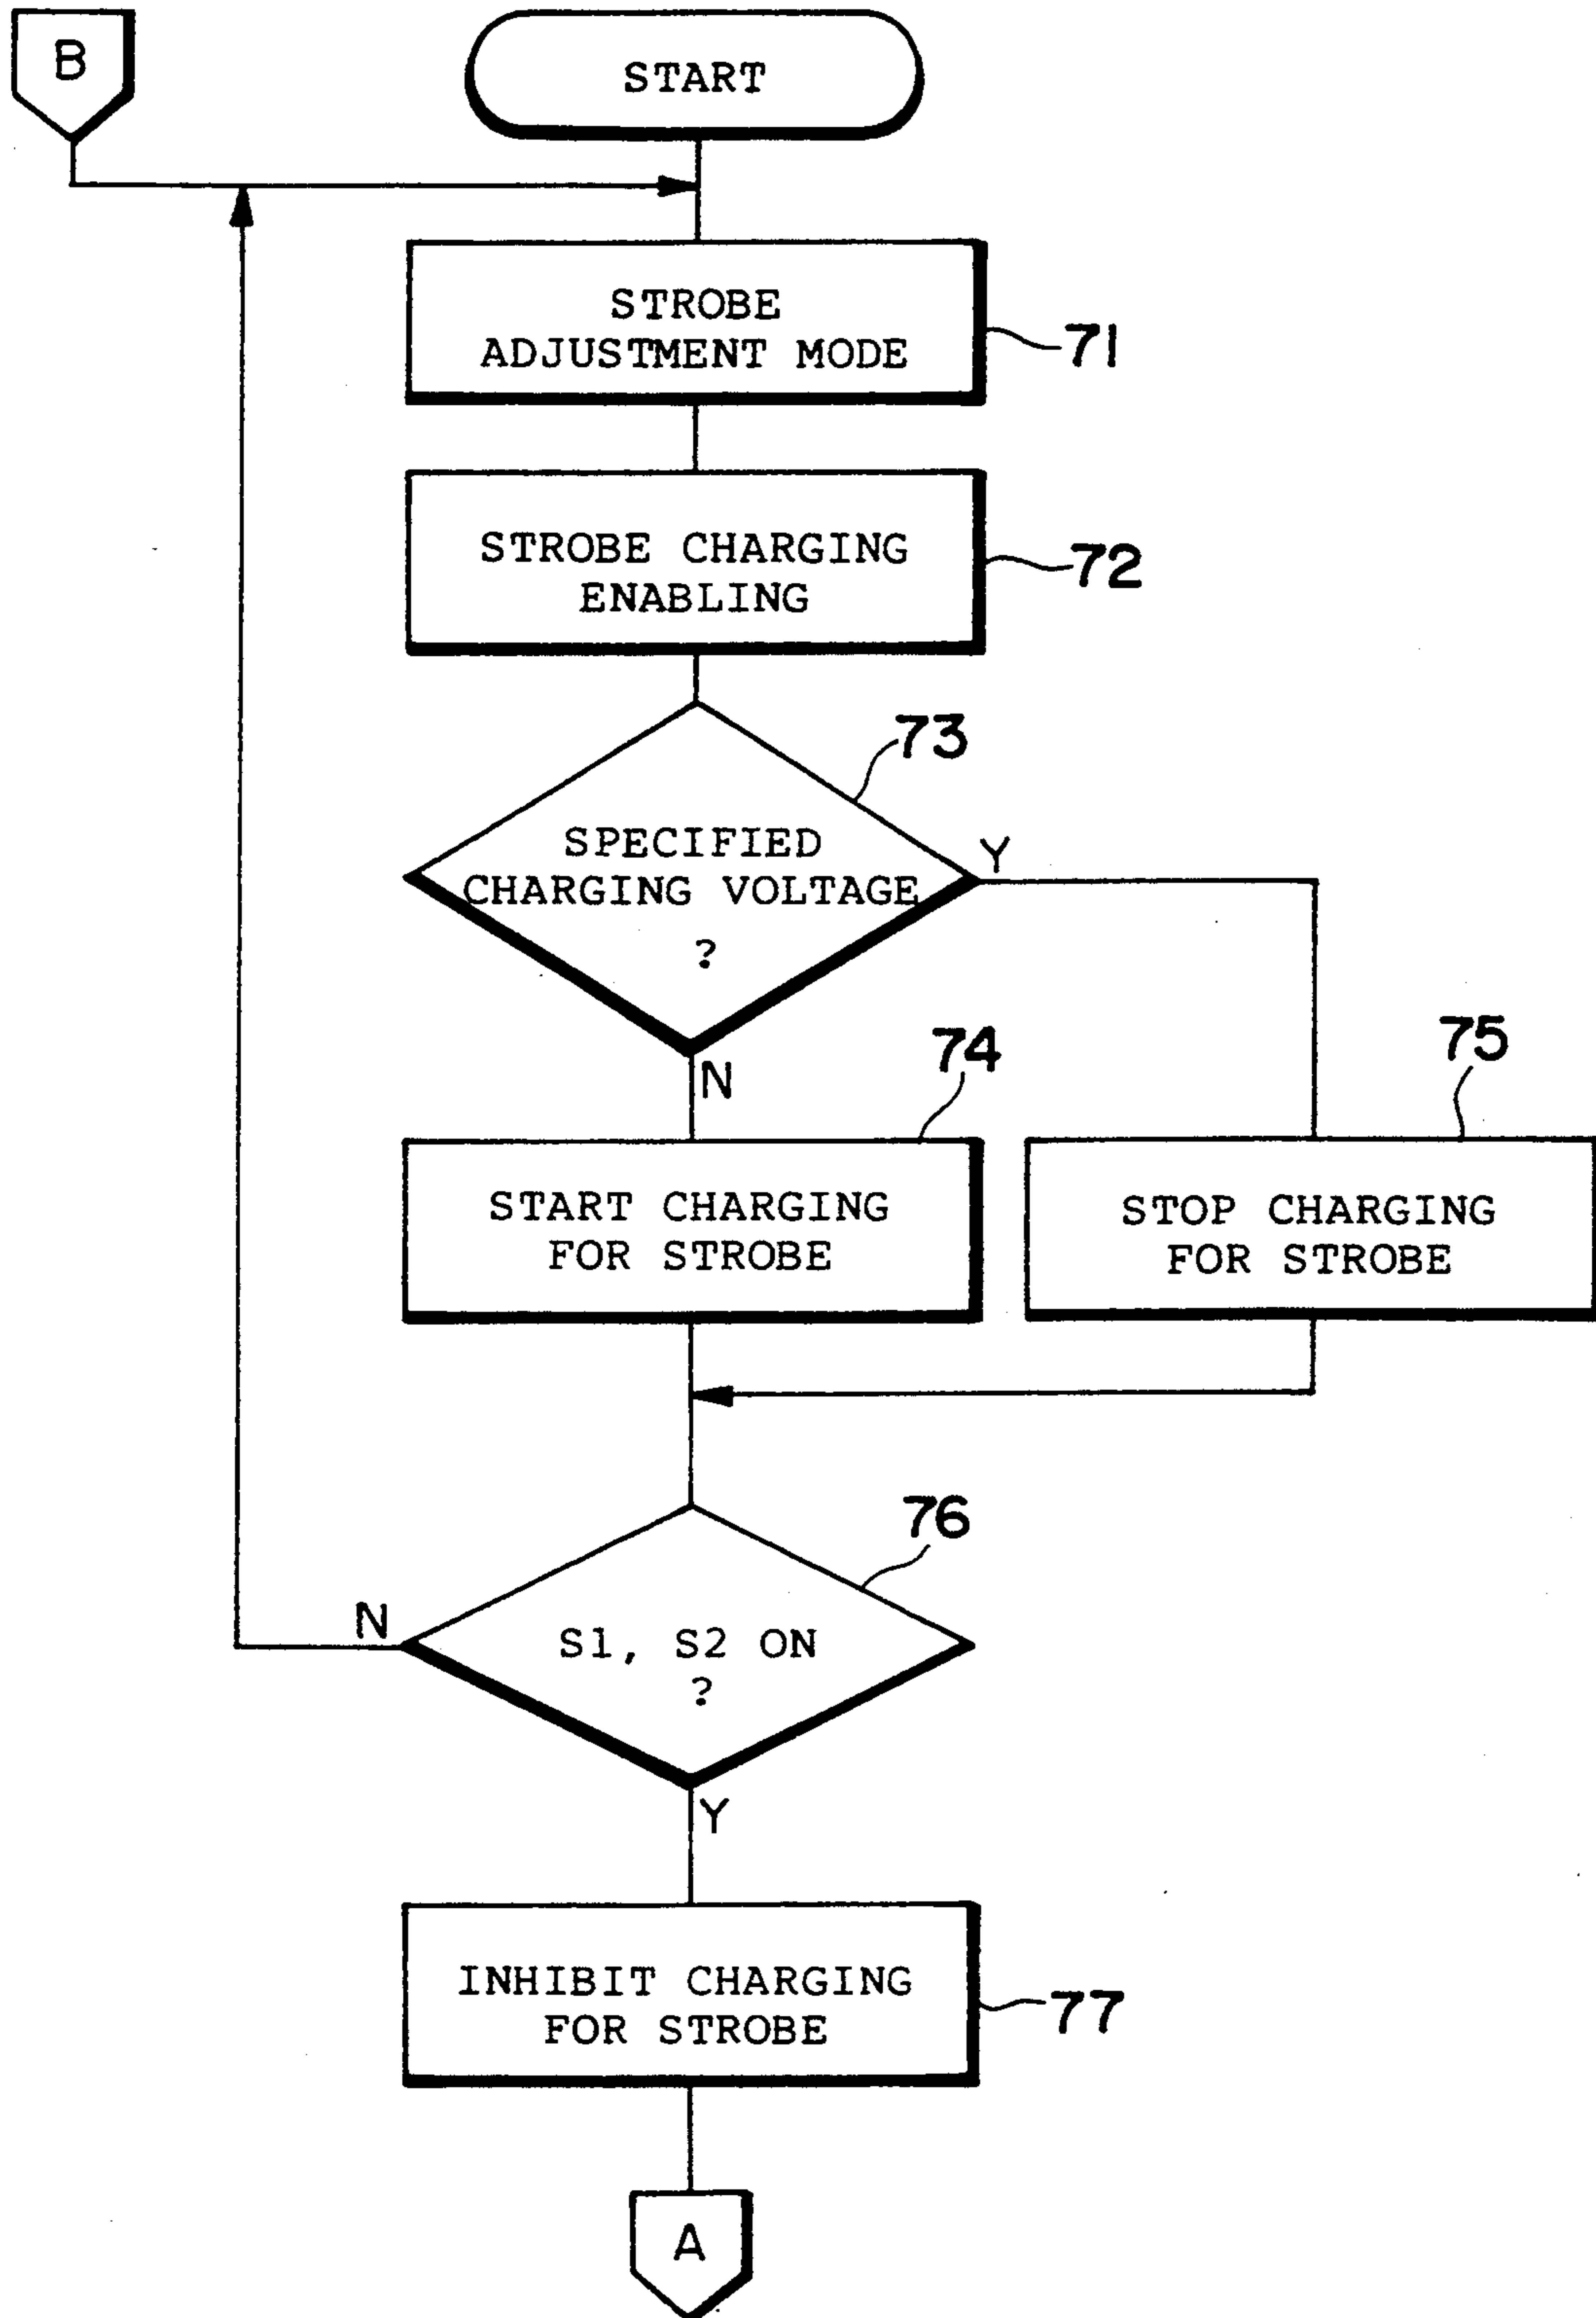 B
START
STROBE
ADJUSTMENT MODE
71
STROBE CHARGING
ENABLING
72
73
SPECIFIED
CHARGING VOLTAGE
?
Y
N
74
75
START CHARGING
FOR STROBE
STOP CHARGING
FOR STROBE
76
N
S1, S2 ON
?
Y
INHIBIT CHARGING
FOR STROBE
77
A